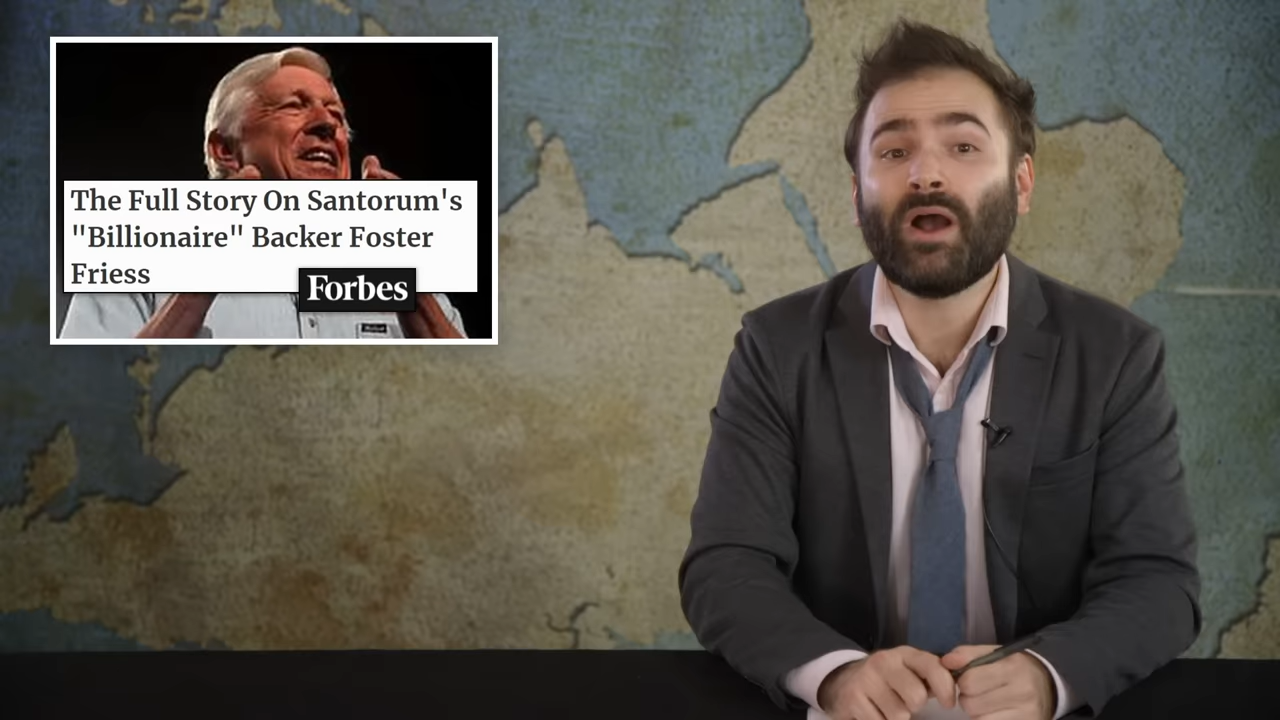 The Full Story On Santorum's
"Billionaire" Backer Foster
Friess
Forbes